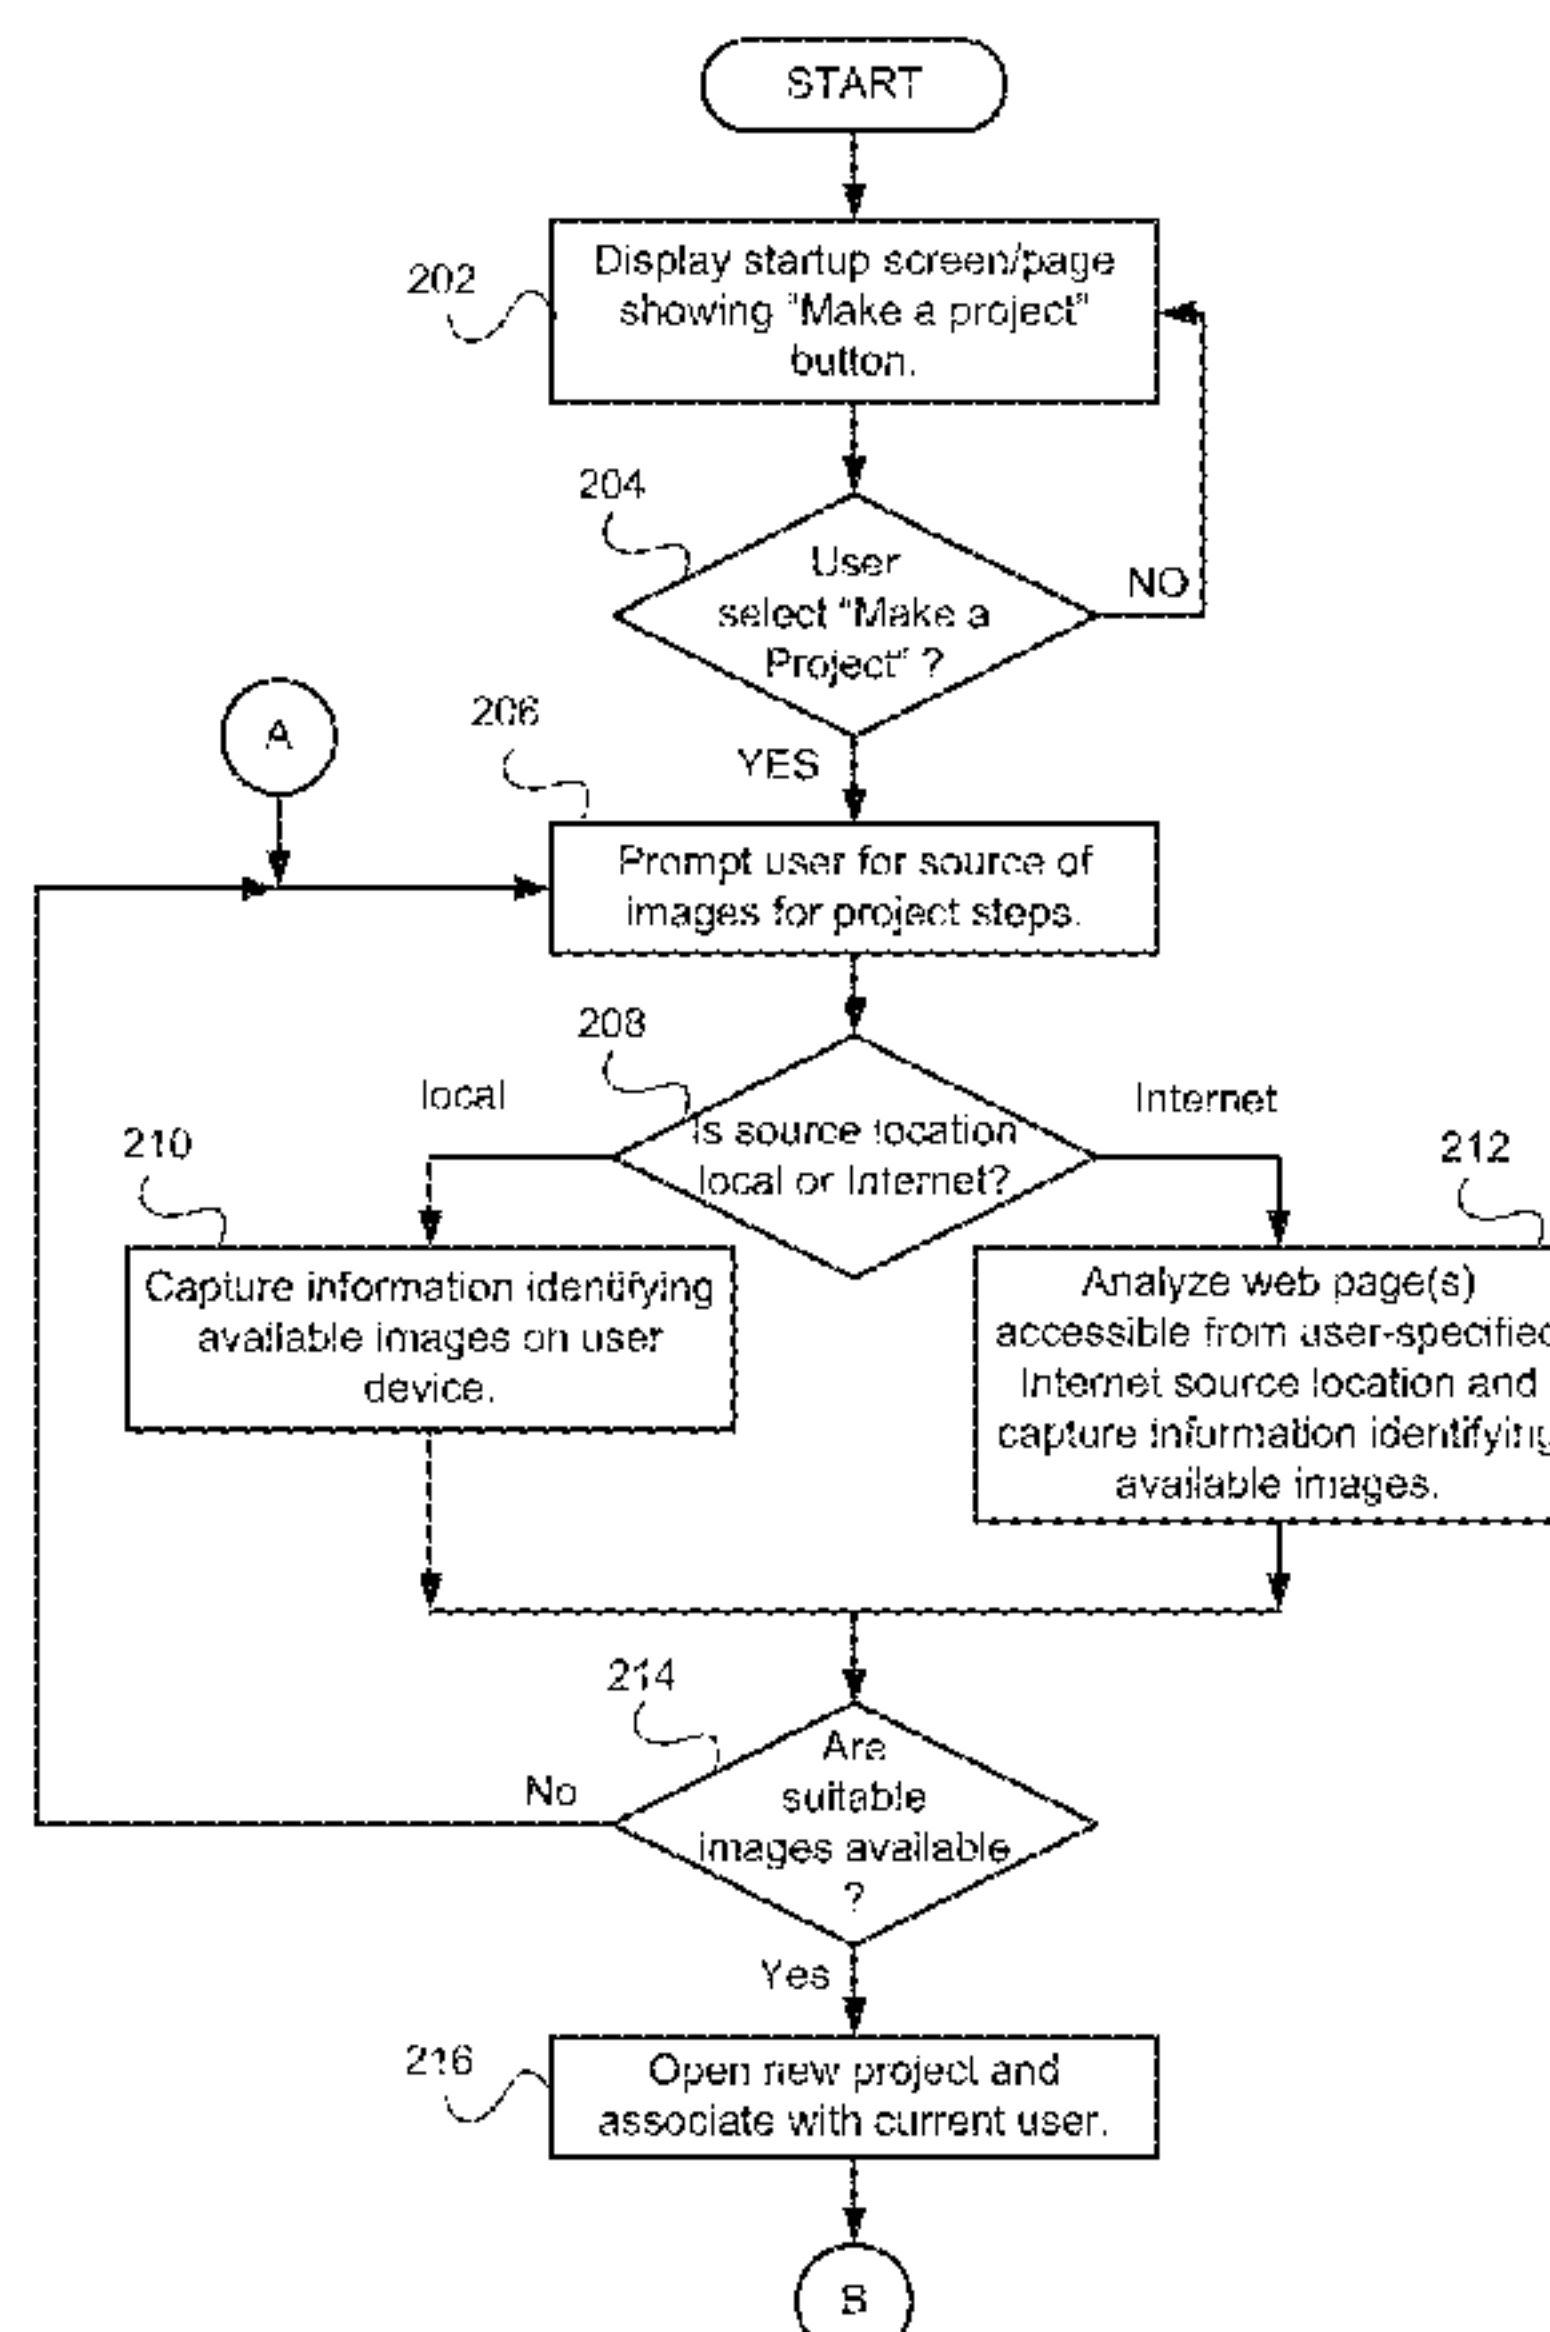 START
202
Display startup screen/page
showing "Make a project"
button.
204
User
select "Make a
Project" ?
NO
A
206
YES
Prompt user for source of
images for project steps.
208
local
Is source location
local or Internet?
Internet
210
212
Capture information identifying
available images on user
device.
Analyze web page(s)
accessible from user-specified
Internet source location and
capture information identifying
available images.
214
Are
suitable
images available
?
No
Yes
216
Open new project and
associate with current user.
B